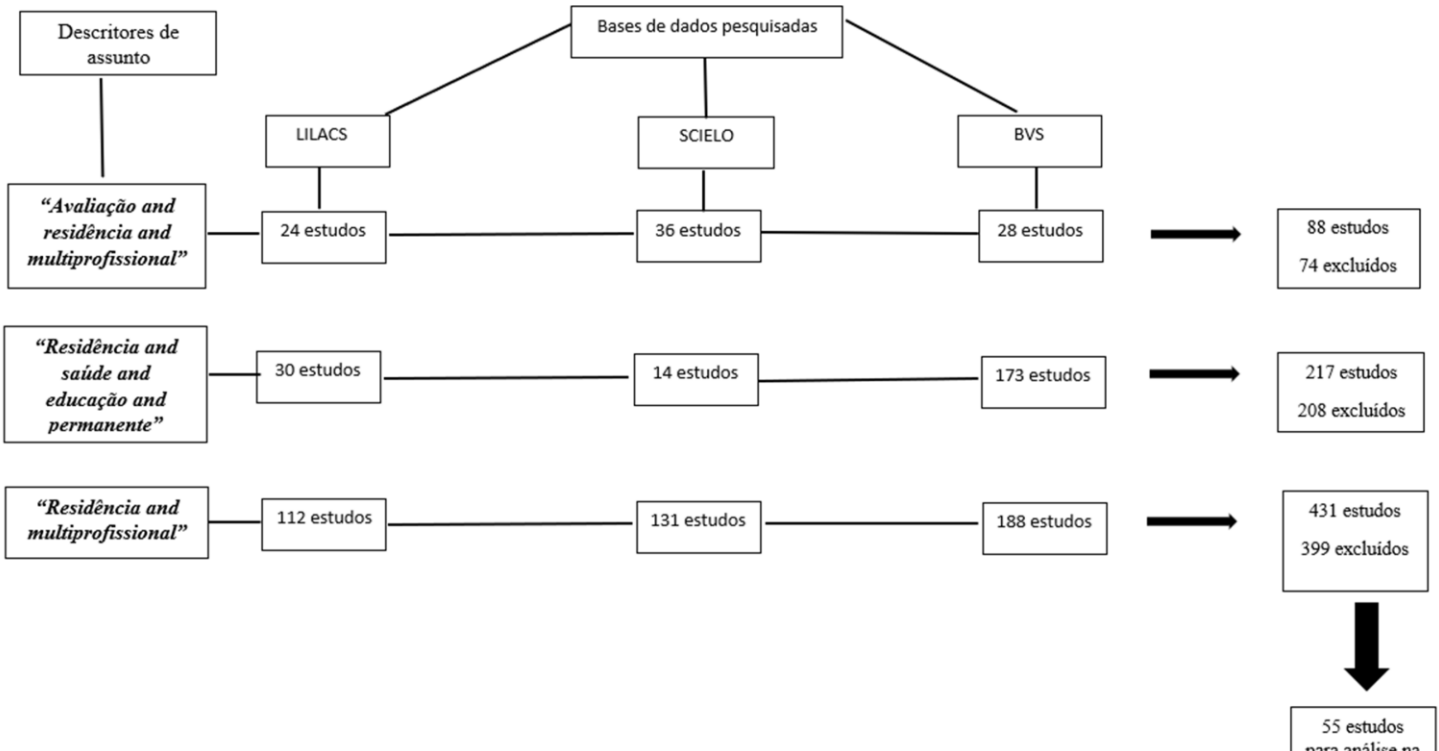 Descritores de
assunto
Bases de dados pesquisadas
LILACS
SCIELO
BVS
“Avaliação and
residência and
multiprofissional”
24 estudos
36 estudos
28 estudos
88 estudos
74 excluídos
“Residência and
saúde and
educação and
permanente”
30 estudos
14 estudos
173 estudos
217 estudos
208 excluídos
“Residência and
multiprofissional”
112 estudos
131 estudos
188 estudos
431 estudos
399 excluídos
55 estudos
para análise na